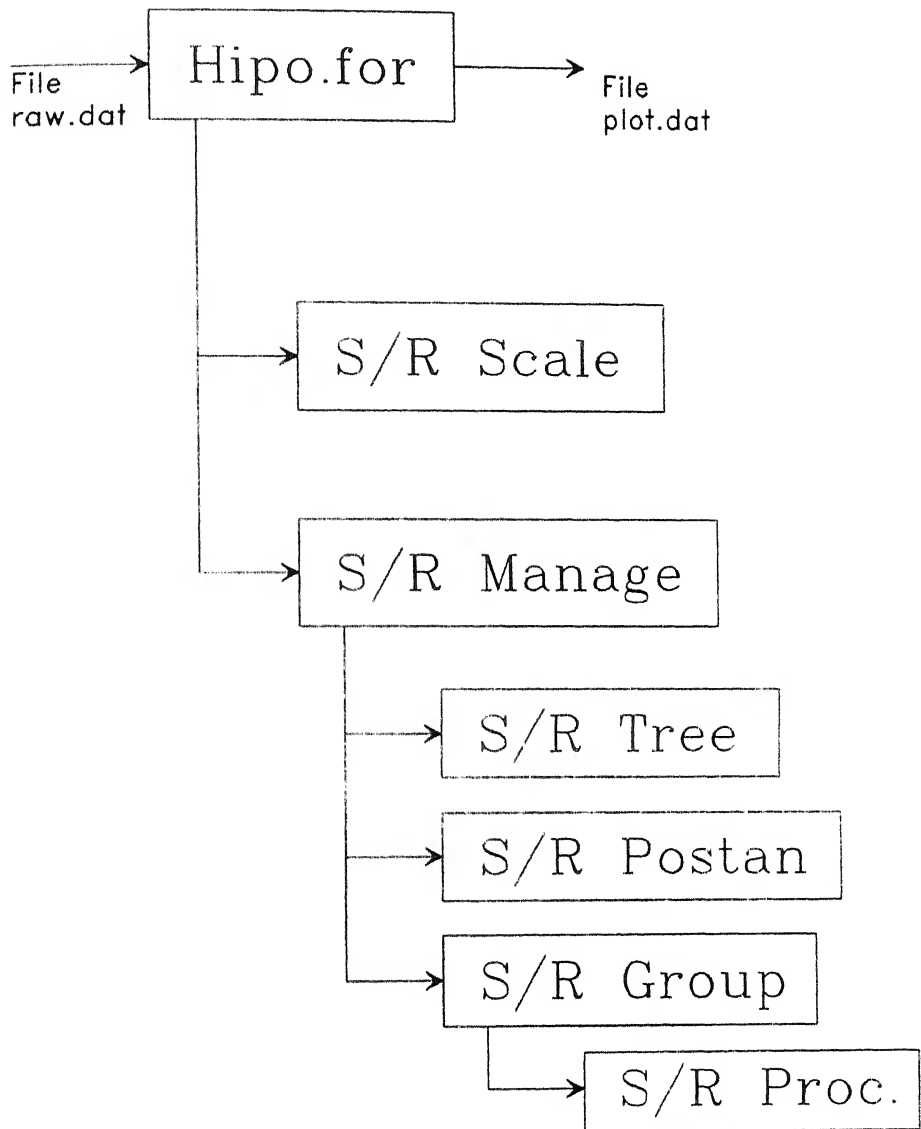 Hipo.for
File
raw.dat
File
plot.dat
S/R Scale
S/R Manage
S/R Tree
S/R Postan
S/R Group
S/R Proc.